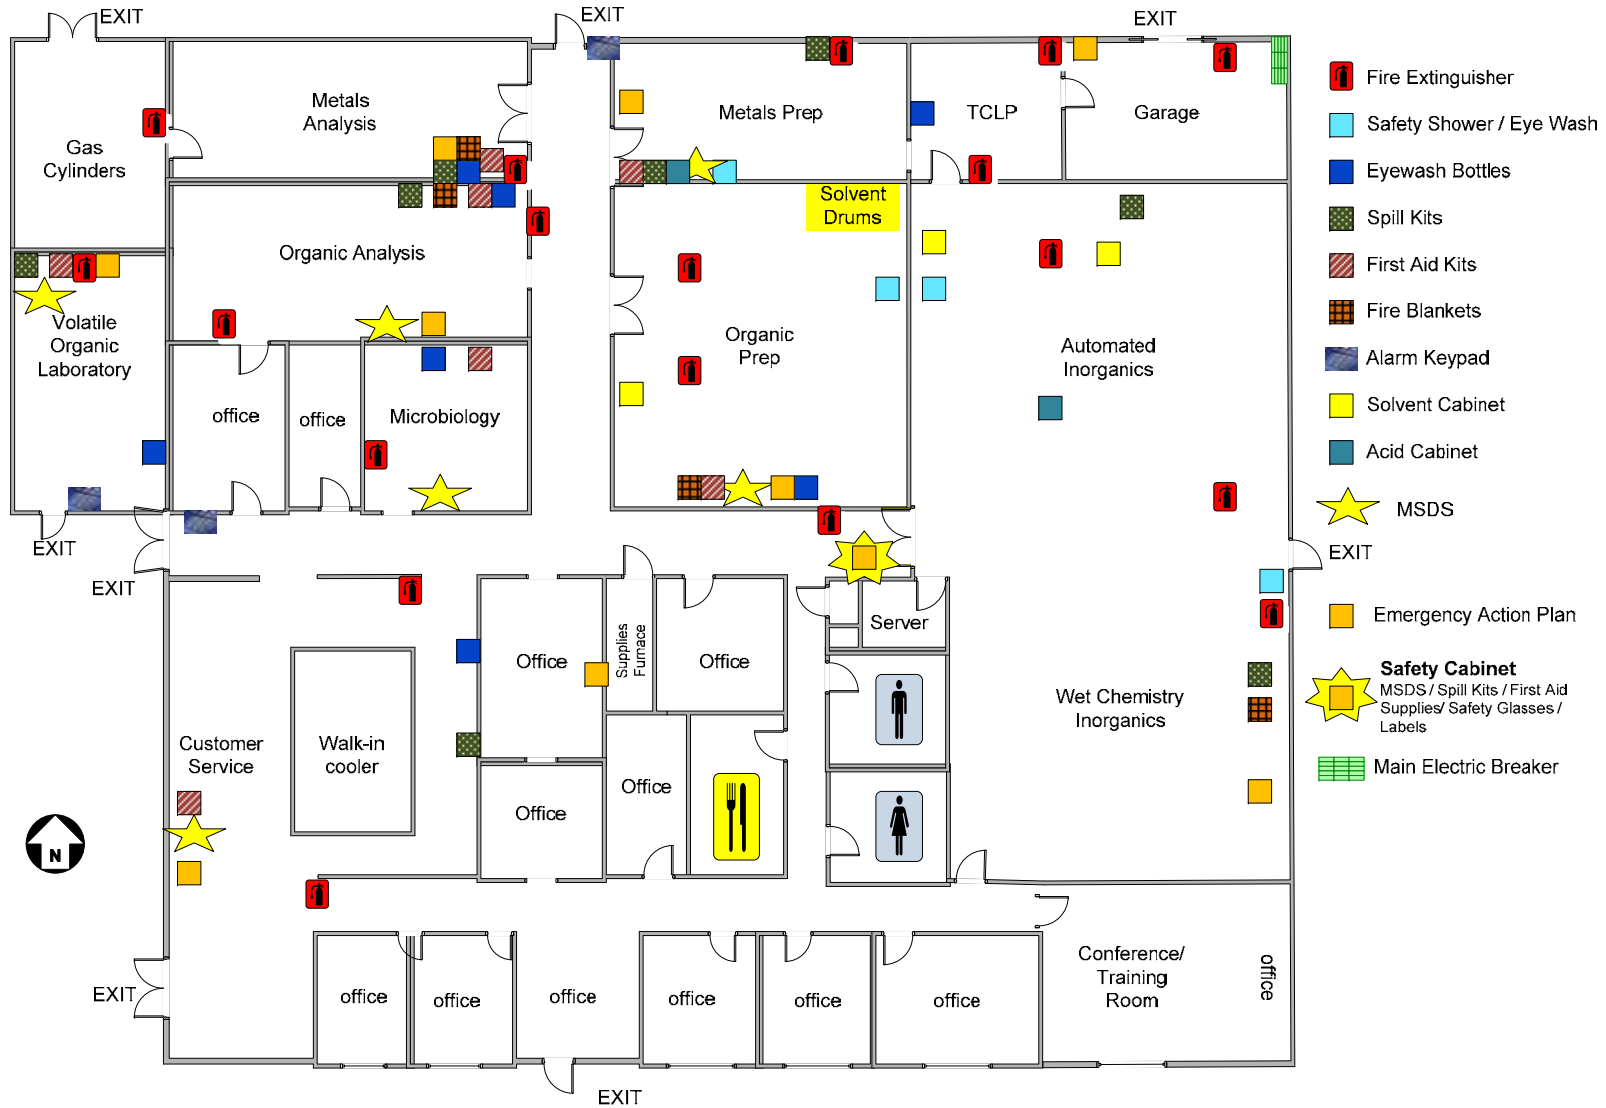 EXIT
EXIT
EXIT
Gas
Cylinders
Metals
Analysis
Metals Prep
TCLP
Garage
Solvent
Drums
Organic Analysis
Volatile
Organic
Laboratory
office
office
Microbiology
Organic
Prep
Automated
Inorganics
EXIT
EXIT
EXIT
Office
Supplies
Furnace
Office
Server
Wet Chemistry
Inorganics
Customer
Service
Walk-in
cooler
Office
Office
N
EXIT
office
office
office
office
office
office
Conference/
Training
Room
office
EXIT
Fire Extinguisher
Safety Shower / Eye Wash
Eyewash Bottles
Spill Kits
First Aid Kits
Fire Blankets
Alarm Keypad
Solvent Cabinet
Acid Cabinet
MSDS
Emergency Action Plan
Safety Cabinet
MSDS / Spill Kits / First Aid
Supplies/ Safety Glasses /
Labels
Main Electric Breaker